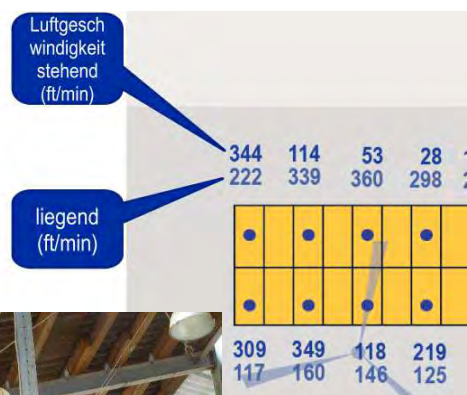 Luftgesch
windigkeit
stehend
(ft/min)
344 114 53 28
222 339 360 298
liegend
(ft/min)
309 349 118 219
117 160 146 125